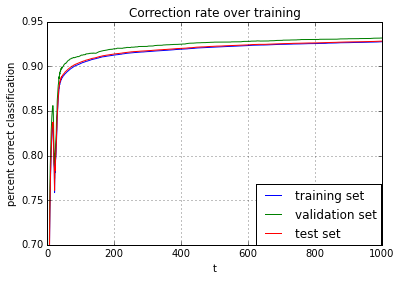 Correction rate over training
percent correct classification
0.95
0.90
0.85
0.80
0.75
0.70
training set
validation set
test set
0 200 400 600 800 1000
t